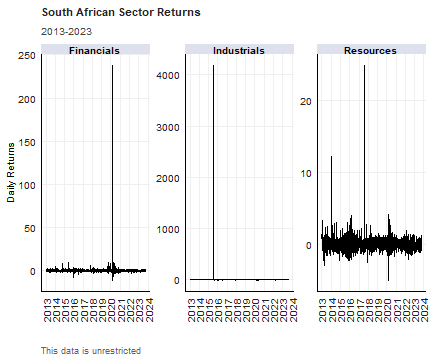 South African Sector Returns
2013-2023
Financials Industrials Resources
Daily Returns
250
200
150
100
50
0
4000
3000
2000
1000
0
20
10
0
2013 2014 2015 2016 2017 2018 2019 2020 2021 2022 2023 2024
2013 2014 2015 2016 2017 2018 2019 2020 2021 2022 2023 2024
2013 2014 2015 2016 2017 2018 2019 2020 2021 2022 2023 2024
This data is unrestricted